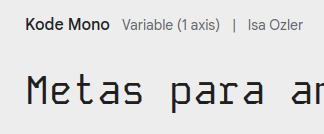 Kode Mono Variable (1 axis) | Isa Ozler
Metas para